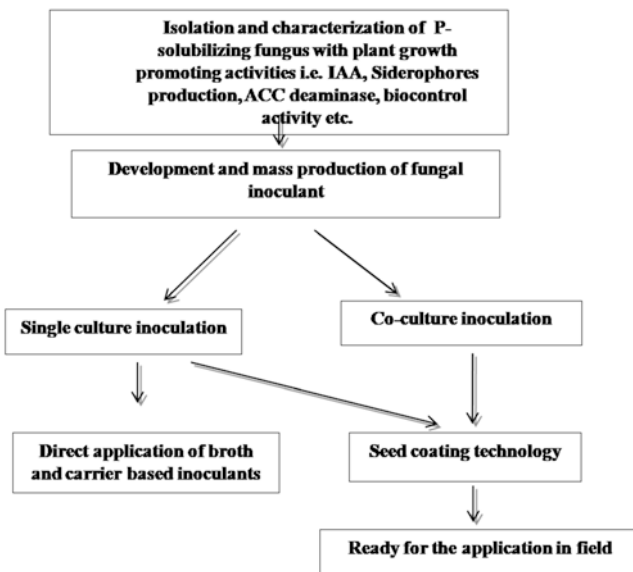 Isolation and characterization of P-
solubilizing fungus with plant growth
promoting activities i.e. IAA, Siderophores
production, ACC deaminase, biocontrol
activity etc.
Development and mass production of fungal
inoculant
Single culture inoculation
Co-culture inoculation
Direct application of broth
and carrier based inoculants
Seed coating technology
Ready for the application in field